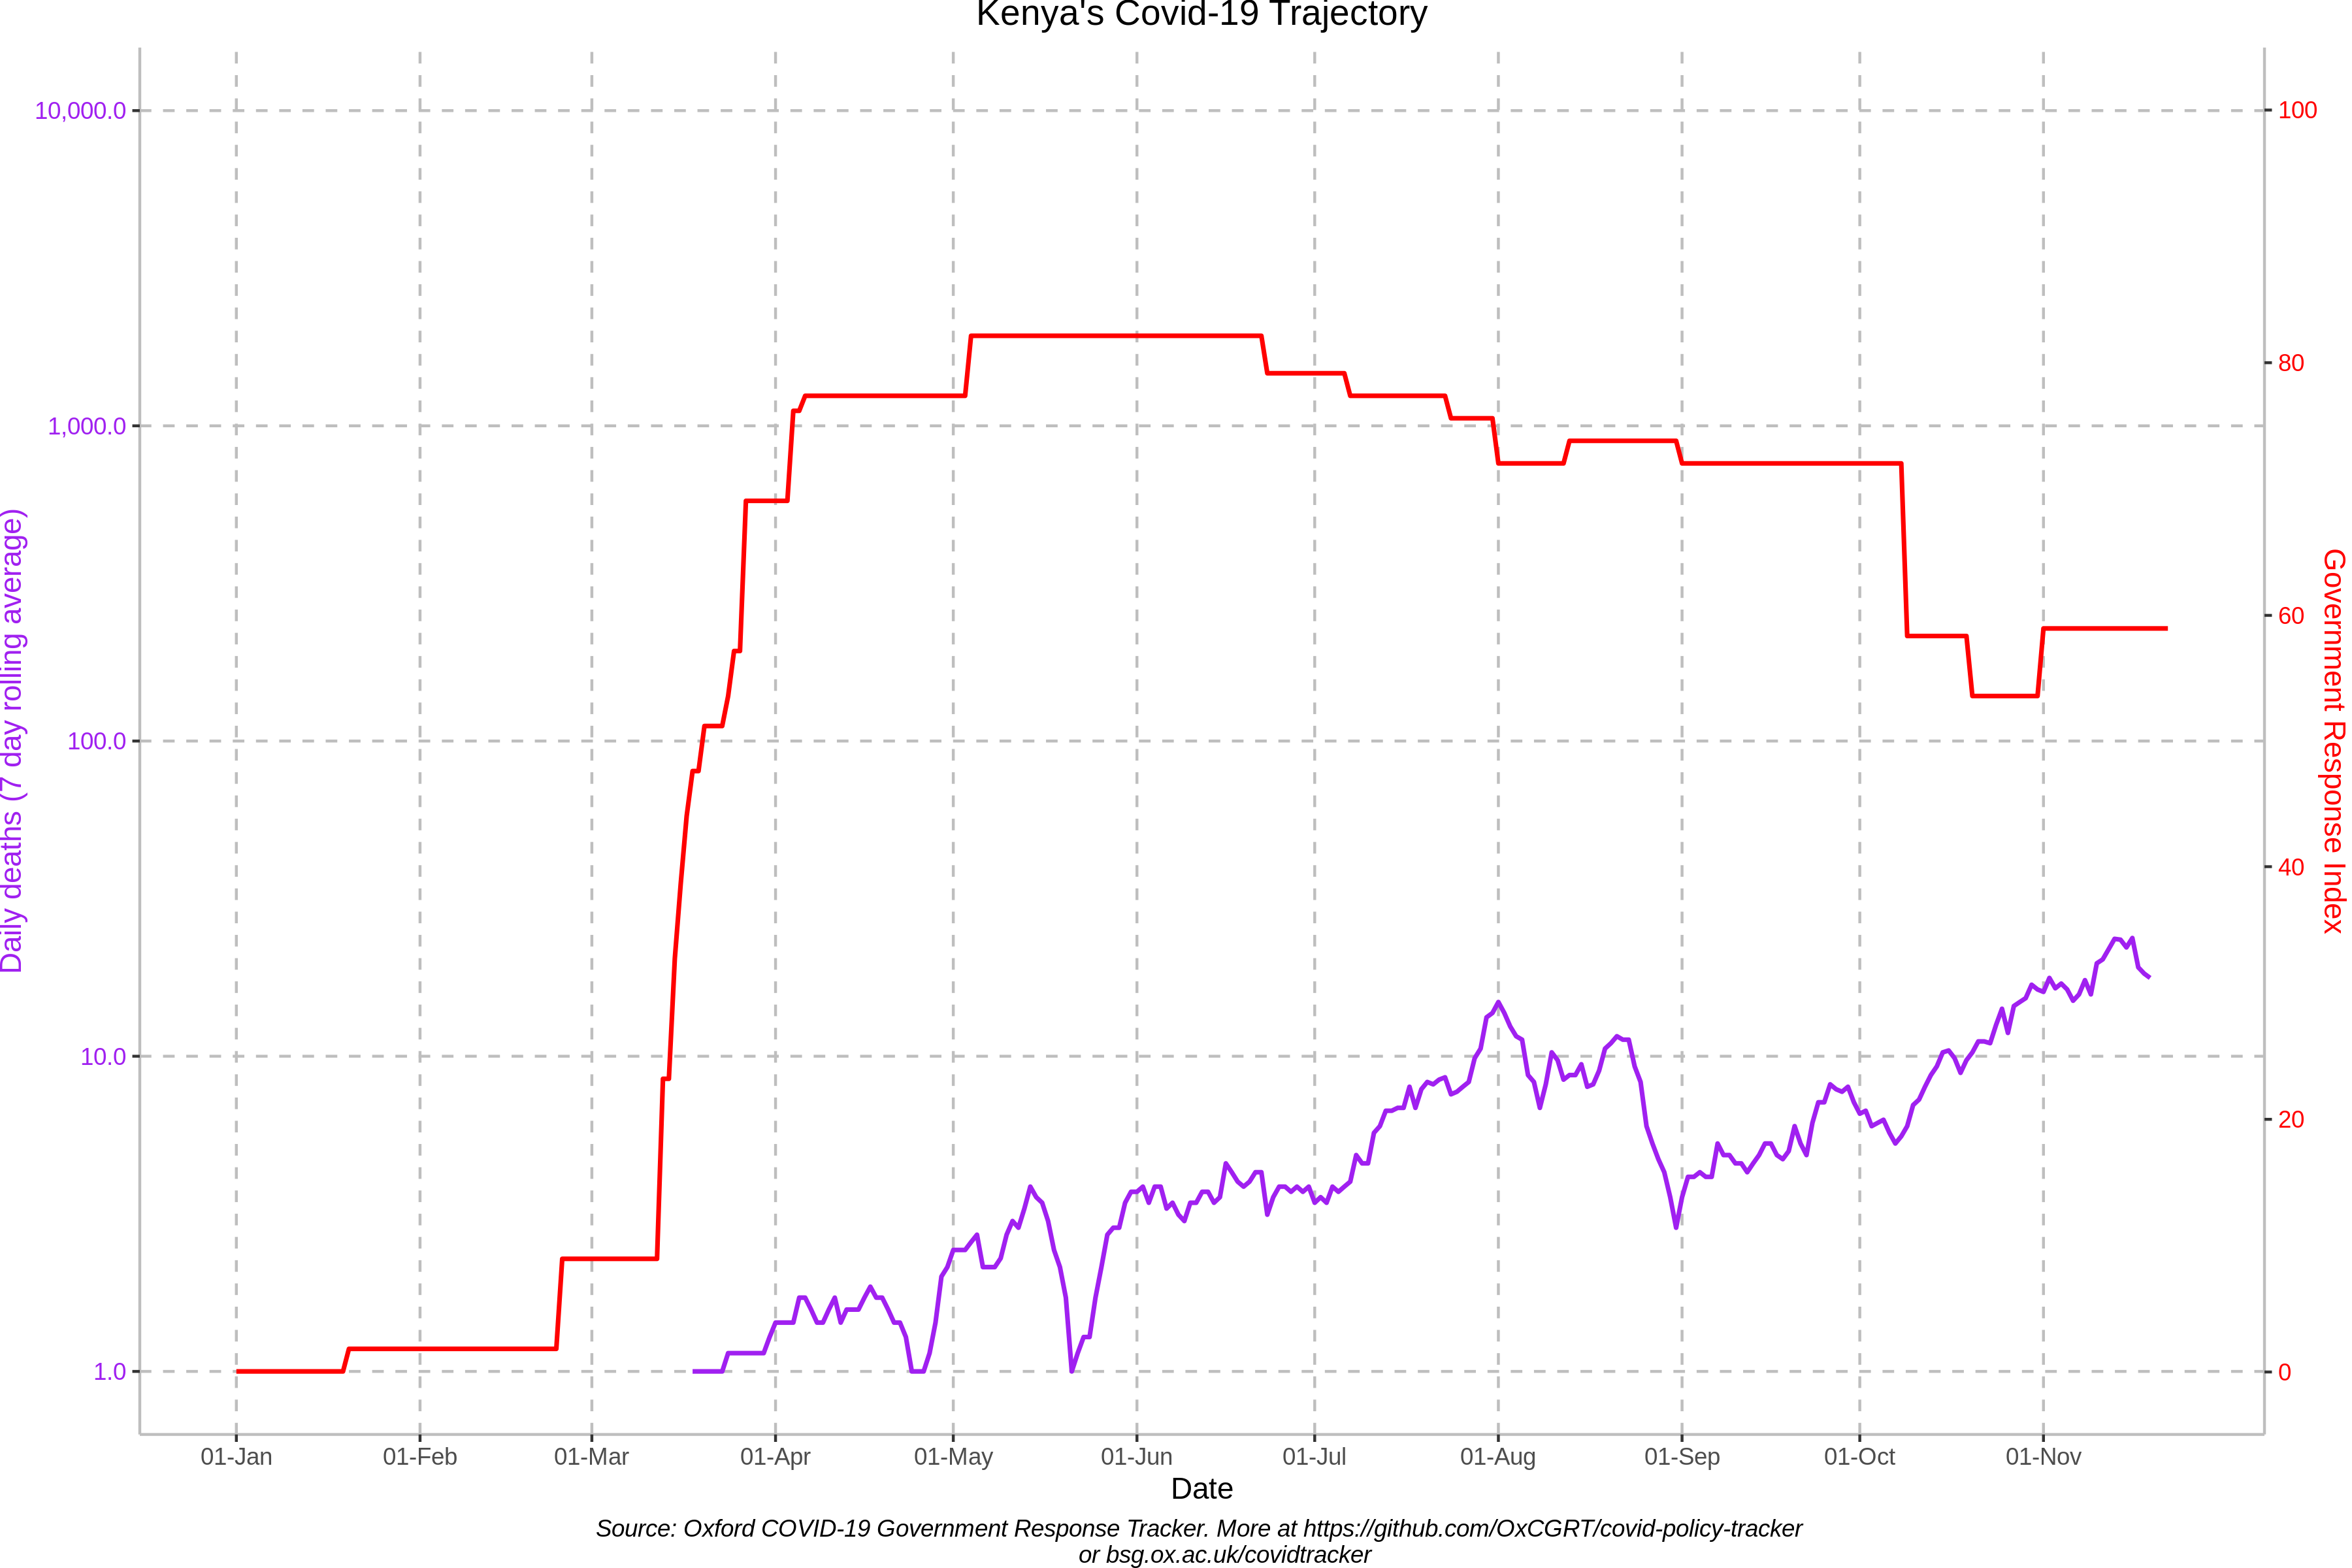 Kenya's Covid-19 Trajectory
10,000.0
1,000.0
100.0
10.0
1.0
Daily deaths (7 day rolling average)
100
80
60
40
20
0
Government Response Index
01-Jan
01-Feb
01-Mar
01-Apr
01-May
01-Jun
01-Jul
01-Aug
01-Sep
01-Oct
01-Nov
Date
Source: Oxford COVID-19 Government Response Tracker. More at https://github.com/OxCGRT/covid-policy-tracker
or bsg.ox.ac.uk/covidtracker